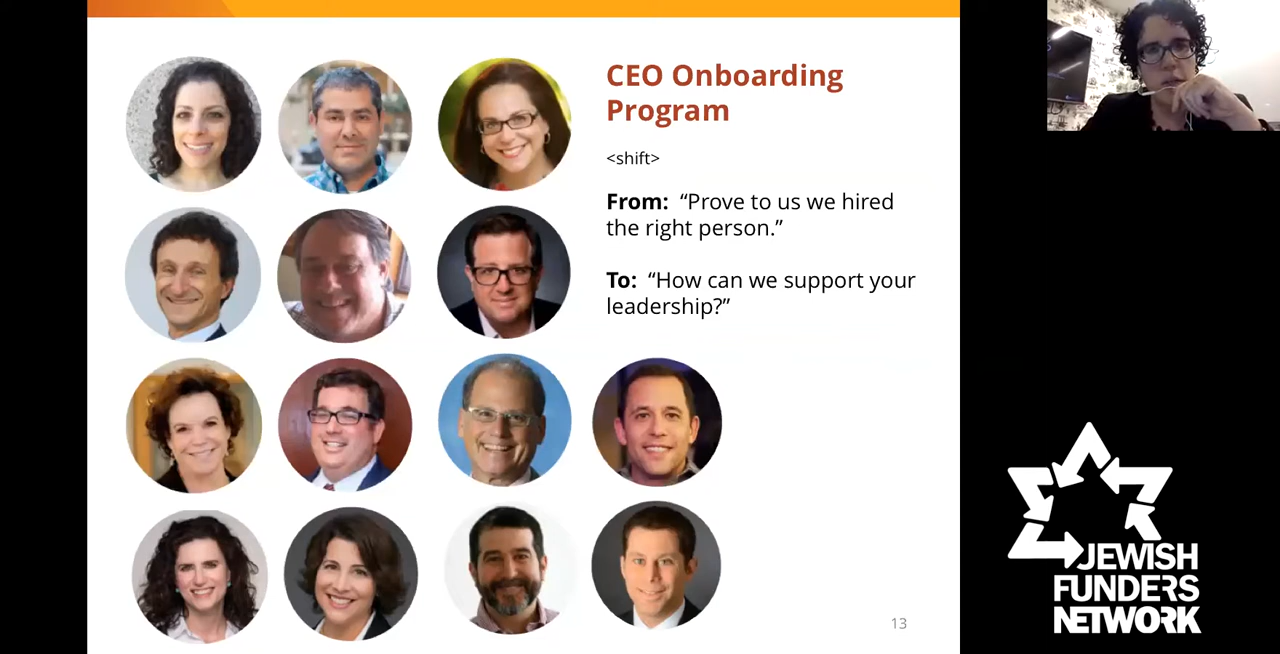 CEO Onboarding
Program
<shift>
From:  “Prove to us we hired
the right person.”
To:  “How can we support your
leadership?”
13
JEWISH
FUNDERS
NETWORK